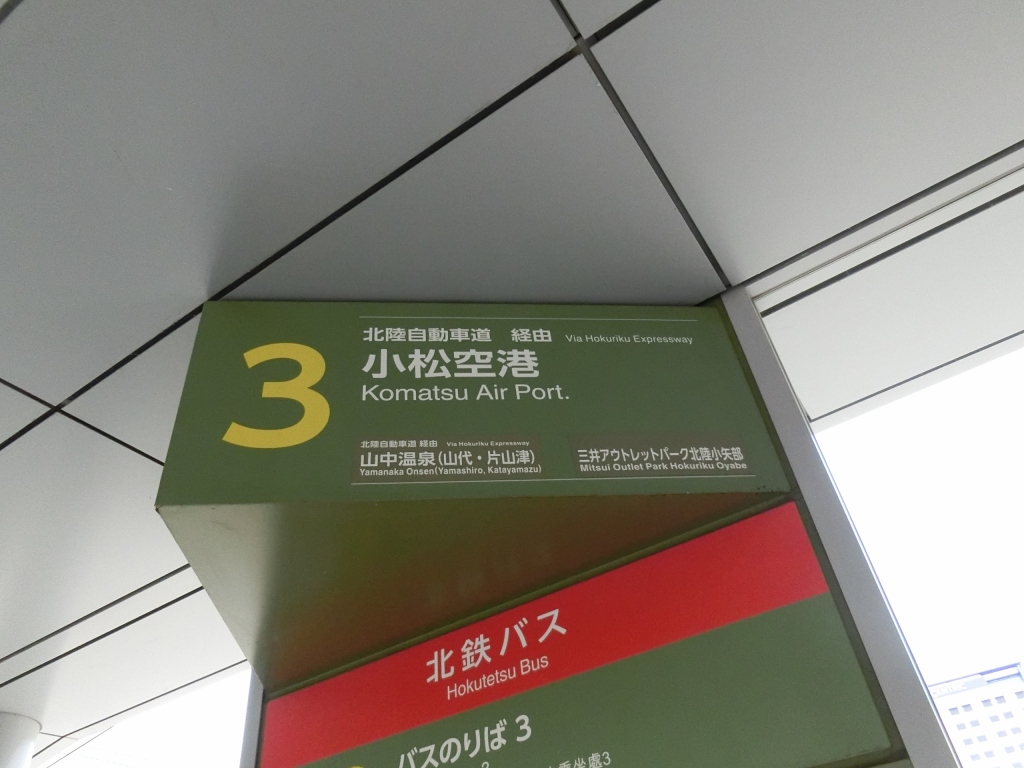 3
北陸自動車道 経由 Via Hokuriku Expressway
小松空港
Komatsu Air Port.
北陸自動車道 経由 Via Hokuriku Expressway
山中温泉(山代・片山津)
Yamanaka Onsen(Yamashiro, Katayamazu)
三井アウトレットパーク北陸小矢部
Mitsui Outlet Park Hokuriku Oyabe
北鉄バス
Hokutetsu Bus
バスのりば 3
乘坐處3